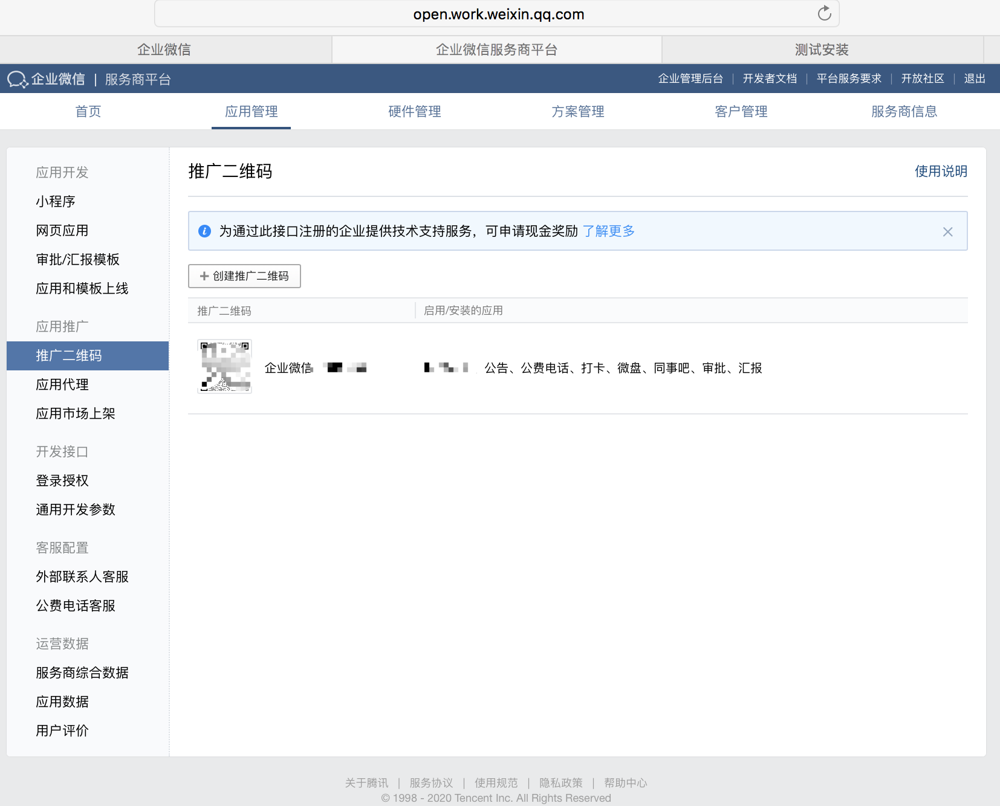 open.work.weixin.qq.com
企业微信 企业微信服务商平台 测试安装
企业微信 | 服务商平台 企业管理后台 | 开发者文档 | 平台服务要求 | 开放社区 | 退出
首页 应用管理 硬件管理 方案管理 客户管理 服务商信息
应用开发
小程序
网页应用
审批/汇报模板
应用和模板上线
应用推广
推广二维码
应用代理
应用市场上架
开发接口
登录授权
通用开发参数
客服配置
外部联系人客服
公费电话客服
运营数据
服务商综合数据
应用数据
用户评价
推广二维码 使用说明
为通过此接口注册的企业提供技术支持服务，可申请现金奖励 了解更多
创建推广二维码
推广二维码 启用/安装的应用
企业微信 公告、公费电话、打卡、微盘、同事吧、审批、汇报
关于腾讯 | 服务协议 | 使用规范 | 隐私政策 | 帮助中心
© 1998 - 2020 Tencent Inc. All Rights Reserved